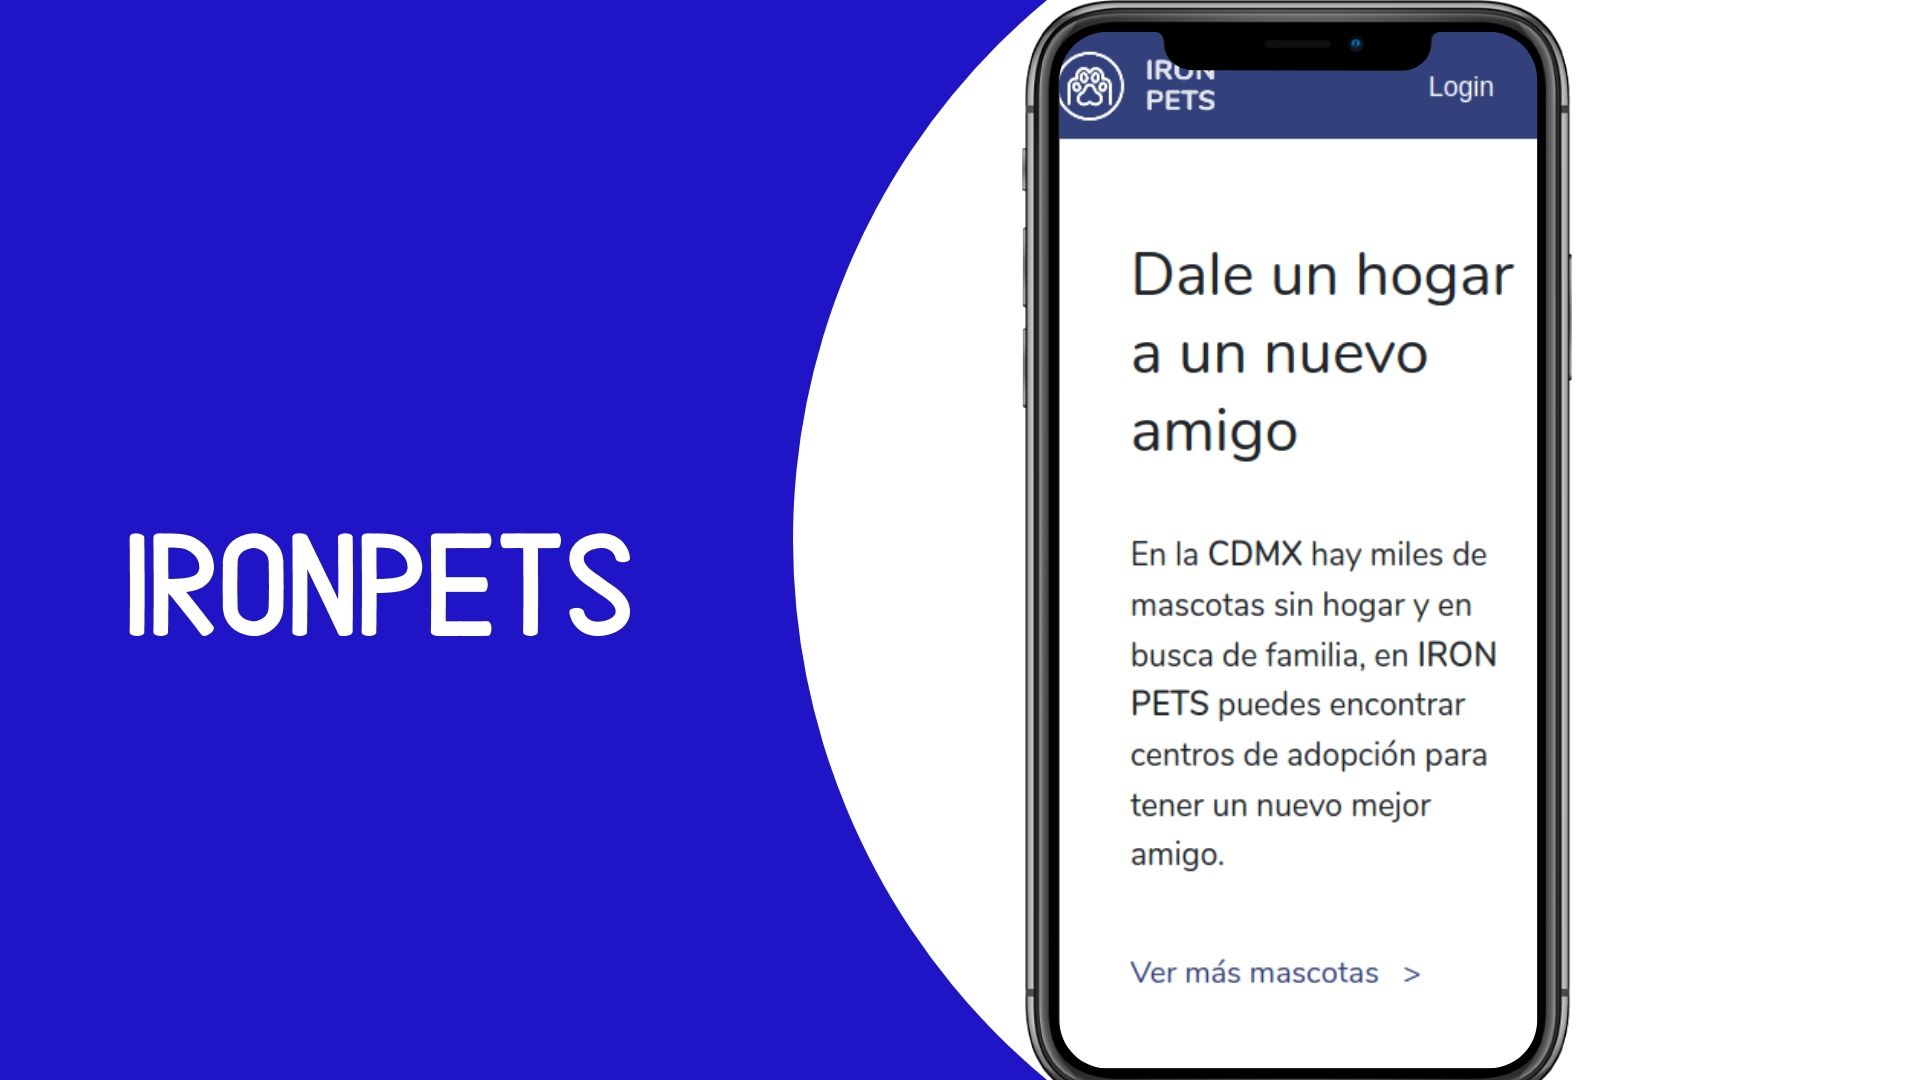 IRONPETS
IRON
PETS
Login
Dale un hogar
a un nuevo
amigo
En la CDMX hay miles de
mascotas sin hogar y en
busca de familia, en IRON
PETS puedes encontrar
centros de adopción para
tener un nuevo mejor
amigo.
Ver más mascotas >